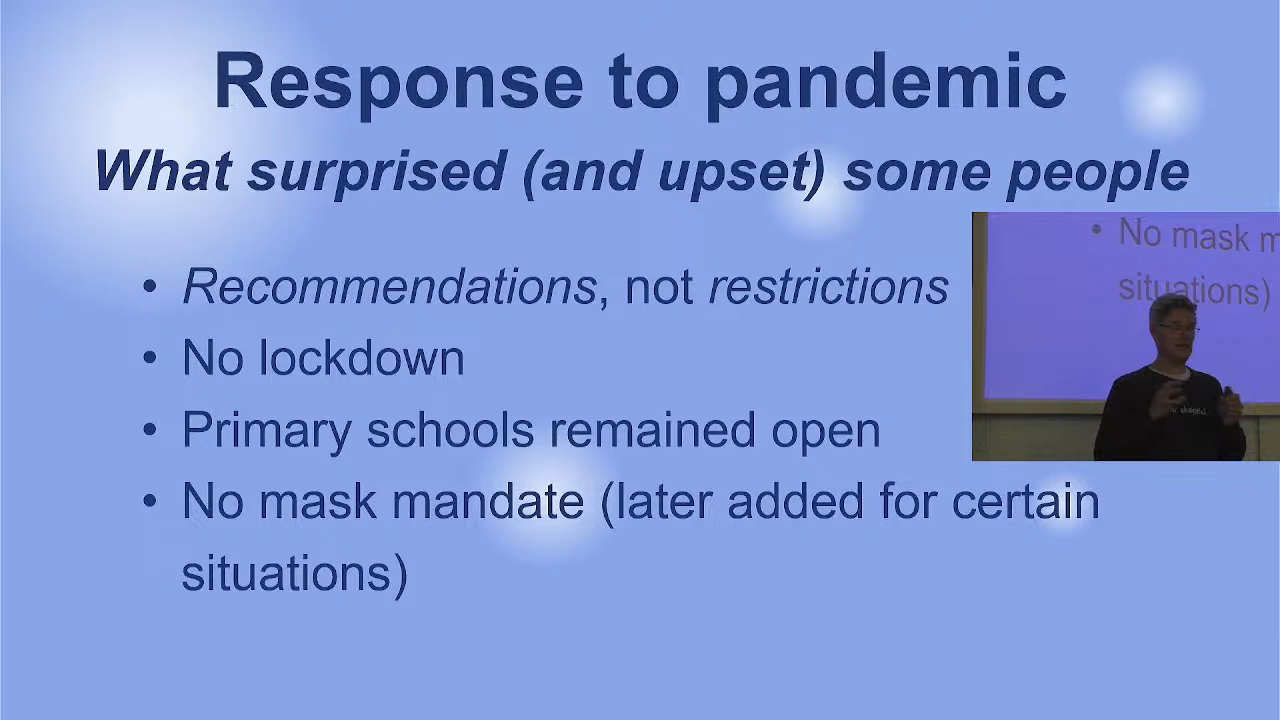 Response to pandemic
What surprised (and upset) some people
• Recommendations, not restrictions
• No lockdown
• Primary schools remained open
• No mask mandate (later added for certain
situations)
• No mask m
situations)